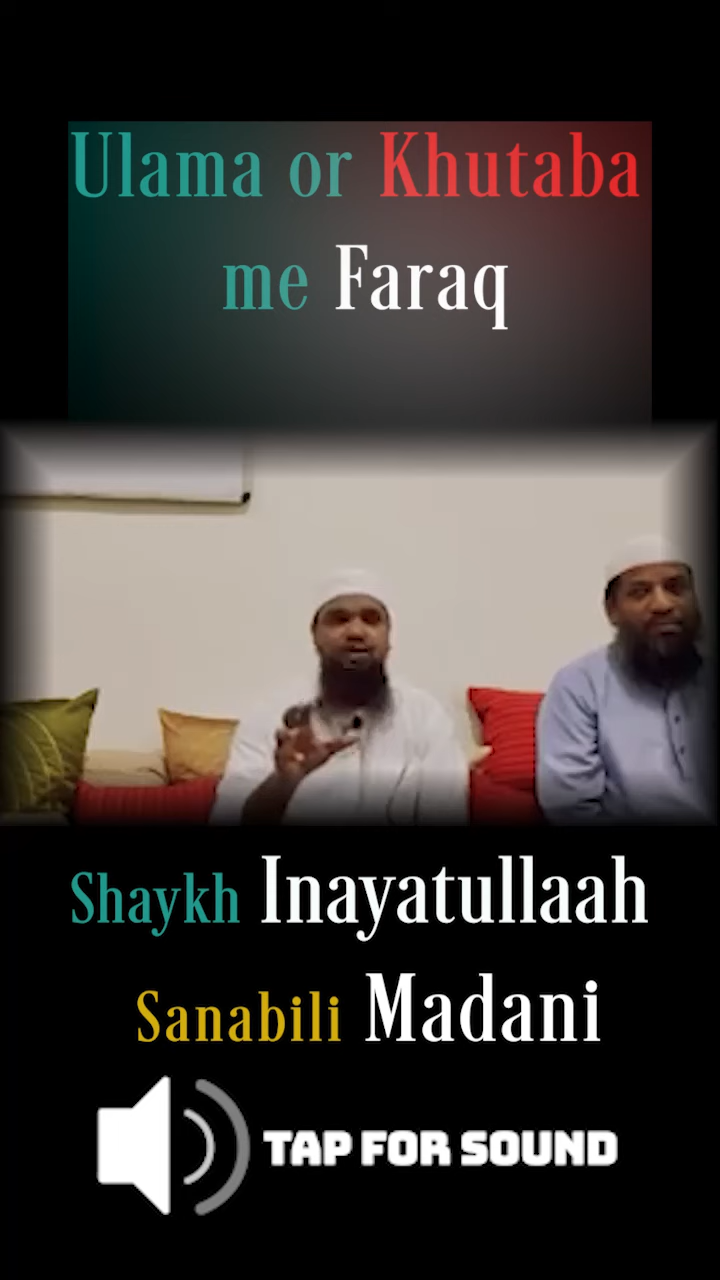 Ulama or Khutaba
me Faraq
Shaykh Inayatullaah
Sanabili Madani
TAP FOR SOUND